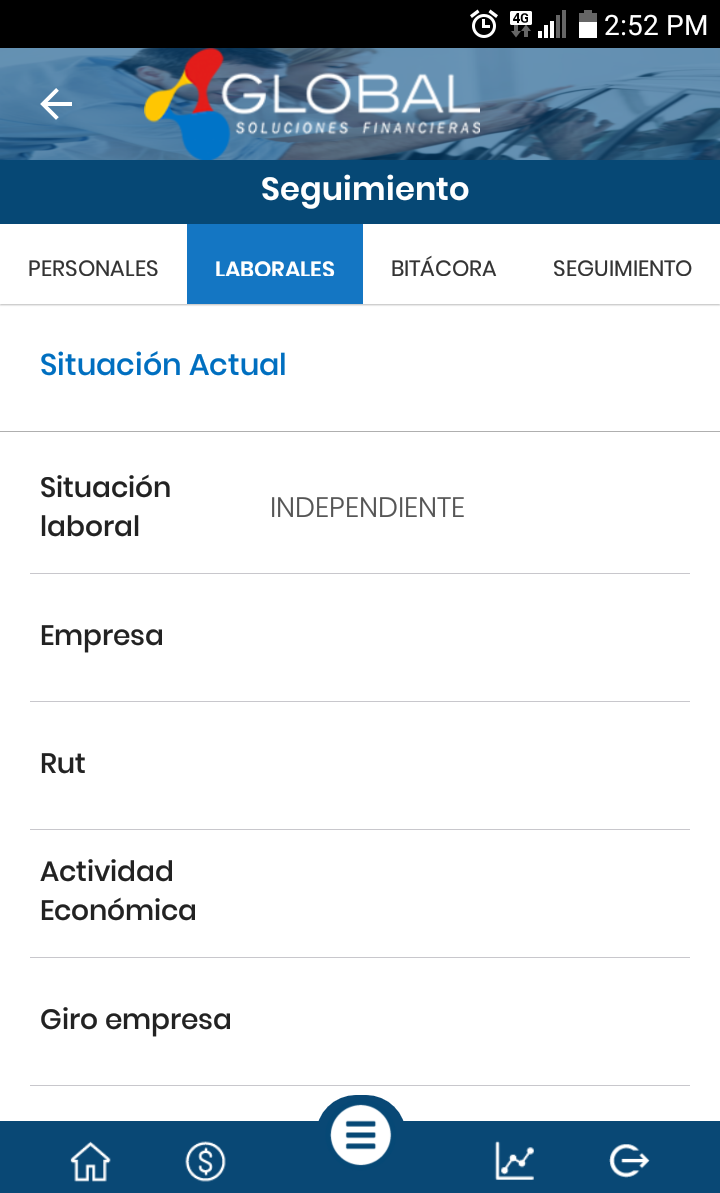 4G 2:52 PM
GLOBAL
SOLUCIONES FINANCIERAS
Seguimiento
PERSONALES LABORALES BITÁCORA SEGUIMIENTO
Situación Actual
Situación
laboral
INDEPENDIENTE
Empresa
Rut
Actividad
Económica
Giro empresa
$